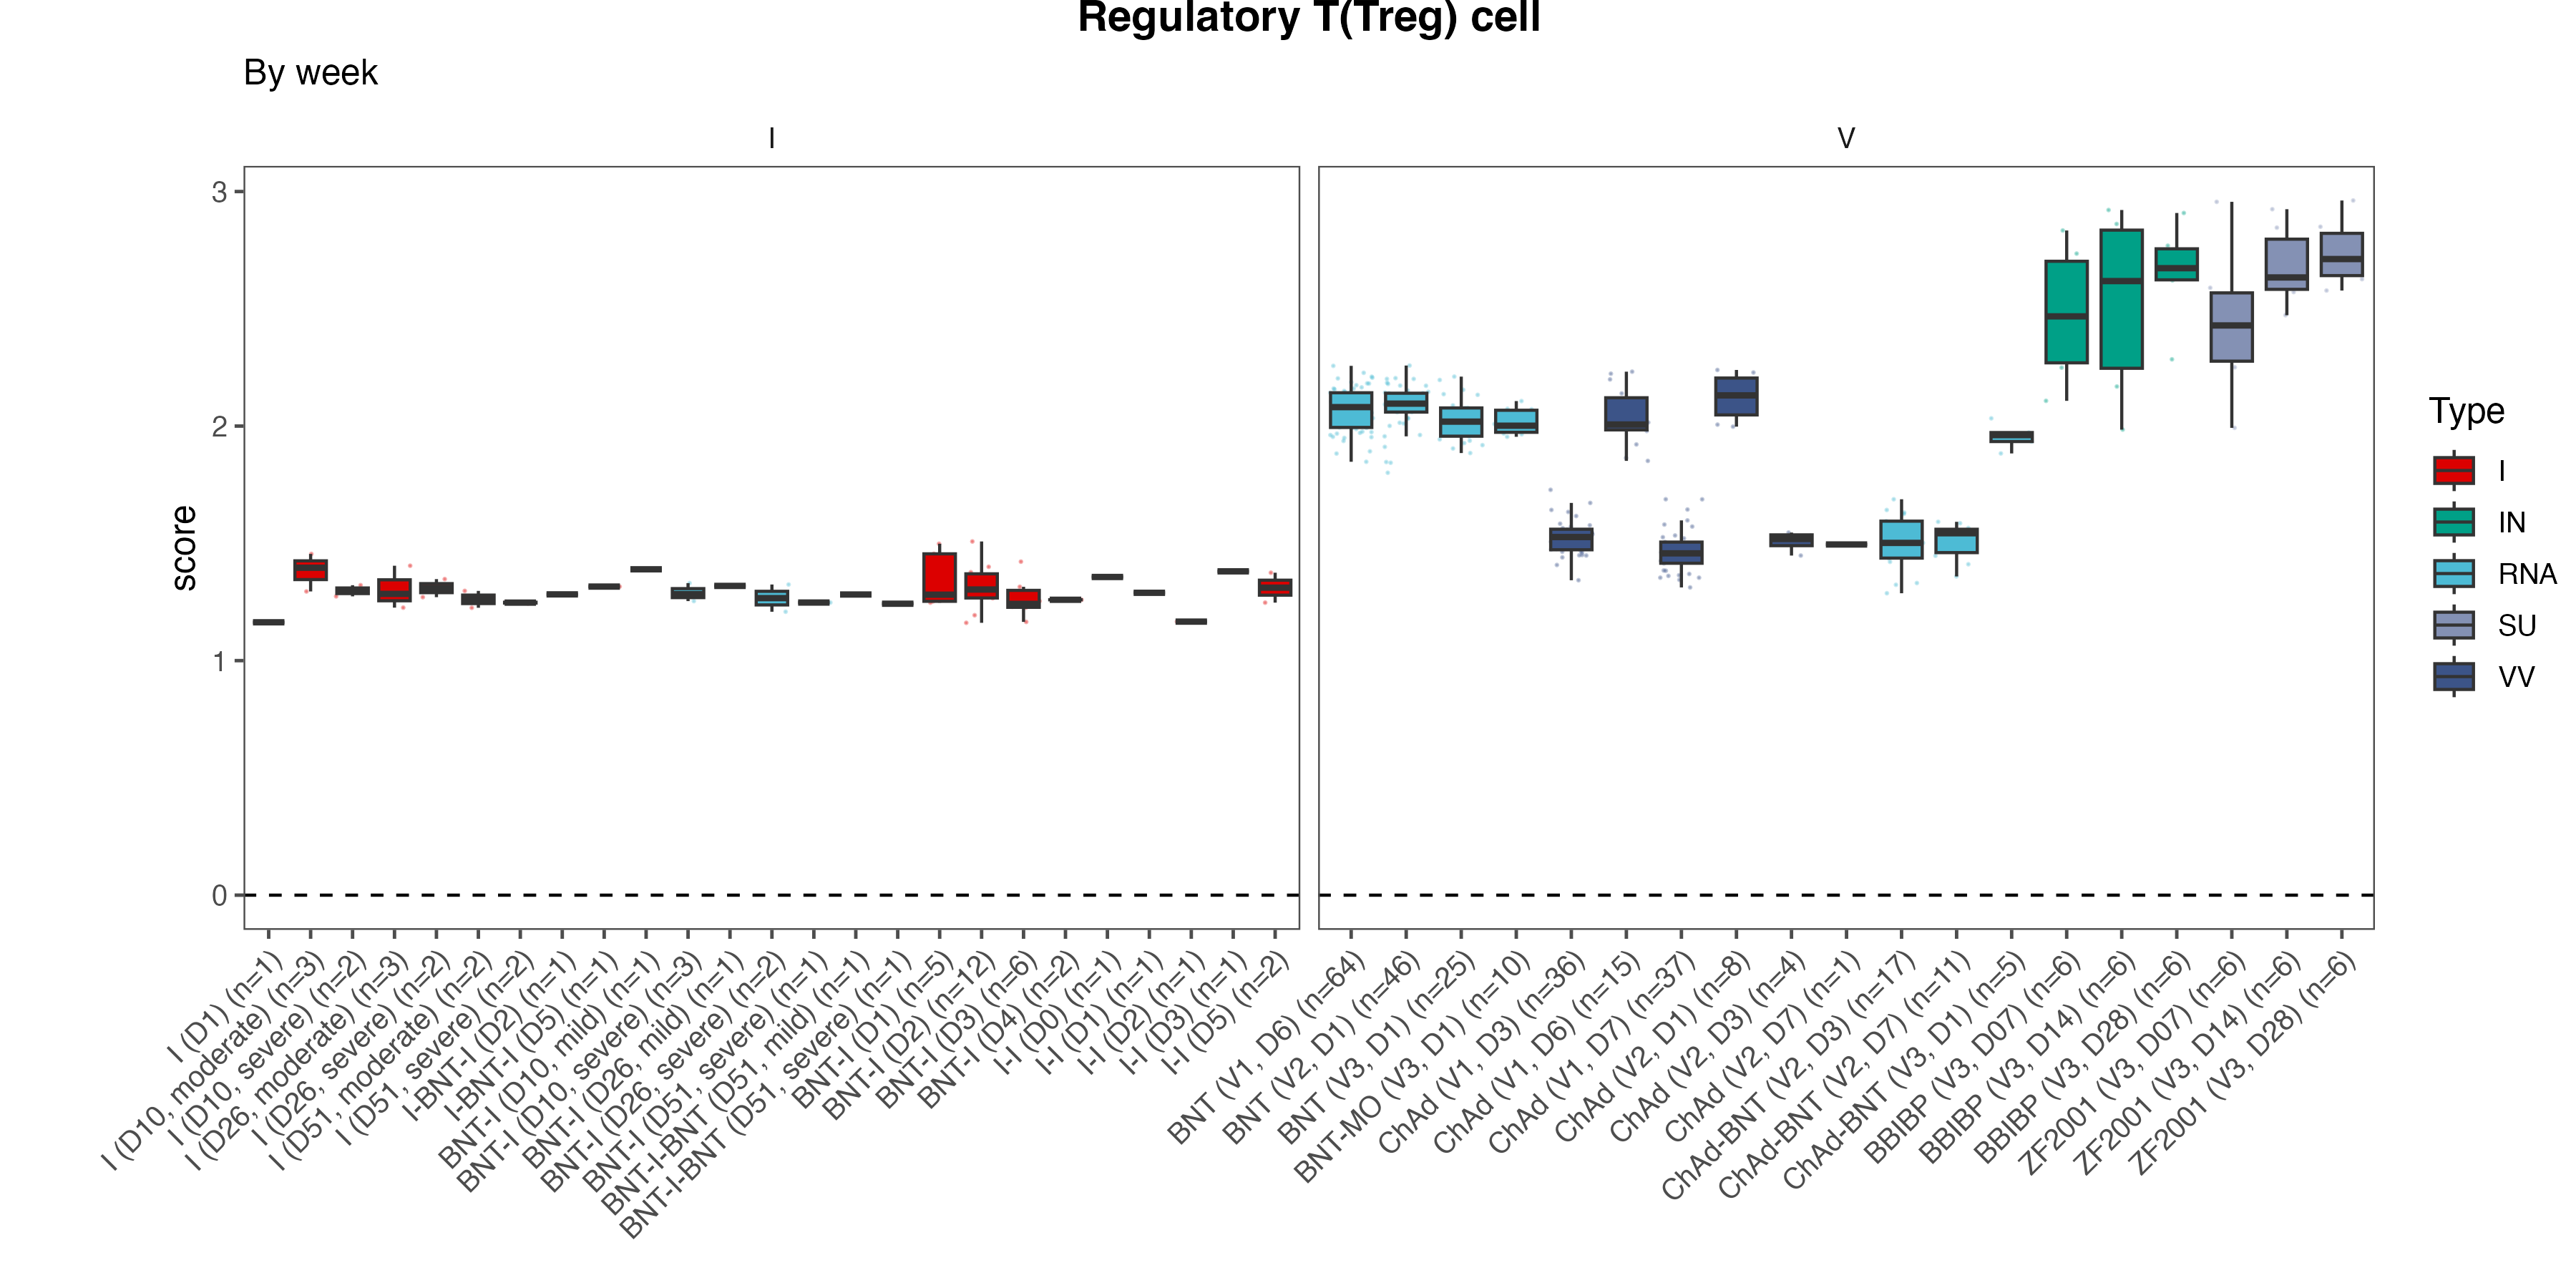 Regulatory T(Treg) cell
By week
I
V
score
3
2
1
0
I (D1) (n=1)
I (D10, moderate) (n=3)
I (D10, severe) (n=2)
I (D26, moderate) (n=3)
I (D26, severe) (n=2)
I (D51, moderate) (n=2)
I (D51, severe) (n=2)
I-BNT-I (D2) (n=1)
I-BNT-I (D5) (n=1)
BNT-I (D10, mild) (n=1)
BNT-I (D10, severe) (n=3)
BNT-I (D26, mild) (n=1)
BNT-I (D26, severe) (n=2)
BNT-I (D51, severe) (n=1)
BNT-I-BNT (D51, mild) (n=1)
BNT-I-BNT (D51, severe) (n=1)
BNT-I (D1) (n=5)
BNT-I (D2) (n=12)
BNT-I (D3) (n=6)
BNT-I (D4) (n=2)
I-I (D0) (n=1)
I-I (D1) (n=1)
I-I (D2) (n=1)
I-I (D3) (n=1)
I-I (D5) (n=2)
BNT (V1, D6) (n=64)
BNT (V2, D1) (n=46)
BNT (V3, D1) (n=25)
BNT-MO (V3, D1) (n=10)
ChAd (V1, D3) (n=36)
ChAd (V1, D6) (n=15)
ChAd (V1, D7) (n=37)
ChAd (V2, D1) (n=8)
ChAd (V2, D3) (n=4)
ChAd (V2, D7) (n=1)
ChAd-BNT (V2, D3) (n=17)
ChAd-BNT (V2, D7) (n=11)
ChAd-BNT (V3, D1) (n=5)
BBIBP (V3, D07) (n=6)
BBIBP (V3, D14) (n=6)
BBIBP (V3, D28) (n=6)
ZF2001 (V3, D07) (n=6)
ZF2001 (V3, D14) (n=6)
ZF2001 (V3, D28) (n=6)
Type
I
IN
RNA
SU
VV